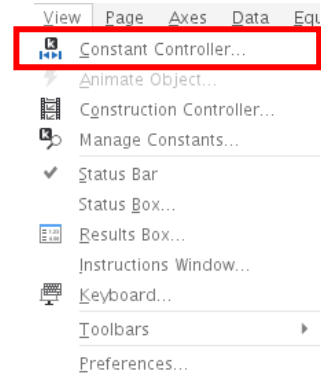 View Page Axes Data Equ
Constant Controller...
Animate Object...
Construction Controller...
Manage Constants...
Status Bar
Status Box...
Results Box...
Instructions Window...
Keyboard...
Toolbars
Preferences...